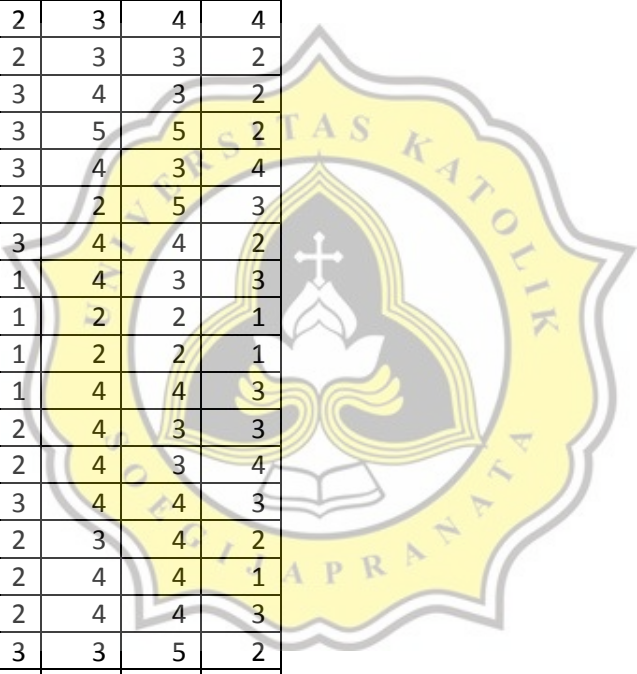 2 3 4 4
2 3 3 2
3 4 3 2
3 5 5 2
3 4 3 4
2 2 5 3
3 4 4 2
1 4 3 3
1 2 2 1
1 2 2 1
1 4 4 3
2 4 3 3
2 4 3 4
3 4 4 3
2 3 4 2
2 4 4 1
2 4 4 3
3 3 5 2
UNIVERSITAS KATOLIK
SOEGIJAPRANATA